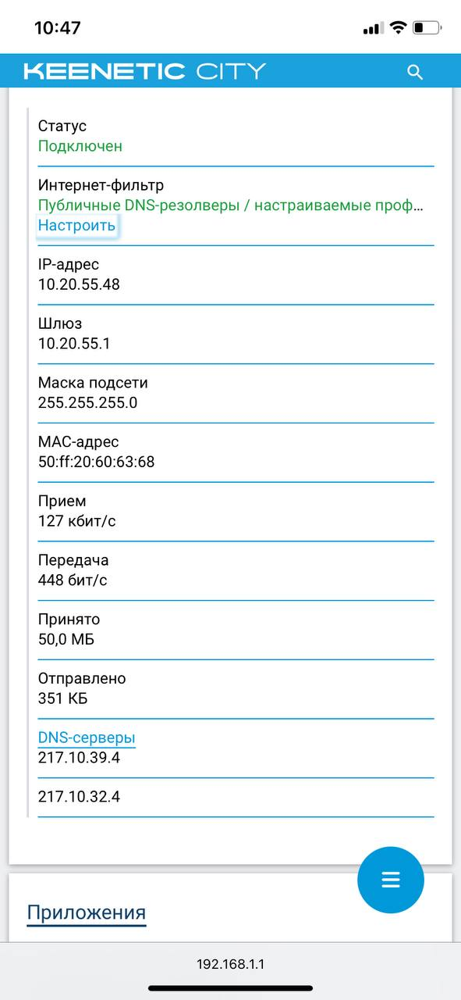 10:47
KEENETIC CITY
Статус
Подключен
Интернет-фильтр
Публичные DNS-резолверы / настраиваемые проф...
Настроить
IP-адрес
10.20.55.48
Шлюз
10.20.55.1
Маска подсети
255.255.255.0
MAC-адрес
50:ff:20:60:63:68
Прием
127 кбит/с
Передача
448 бит/с
Принято
50,0 МБ
Отправлено
351 КБ
DNS-серверы
217.10.39.4
217.10.32.4
Приложения
192.168.1.1